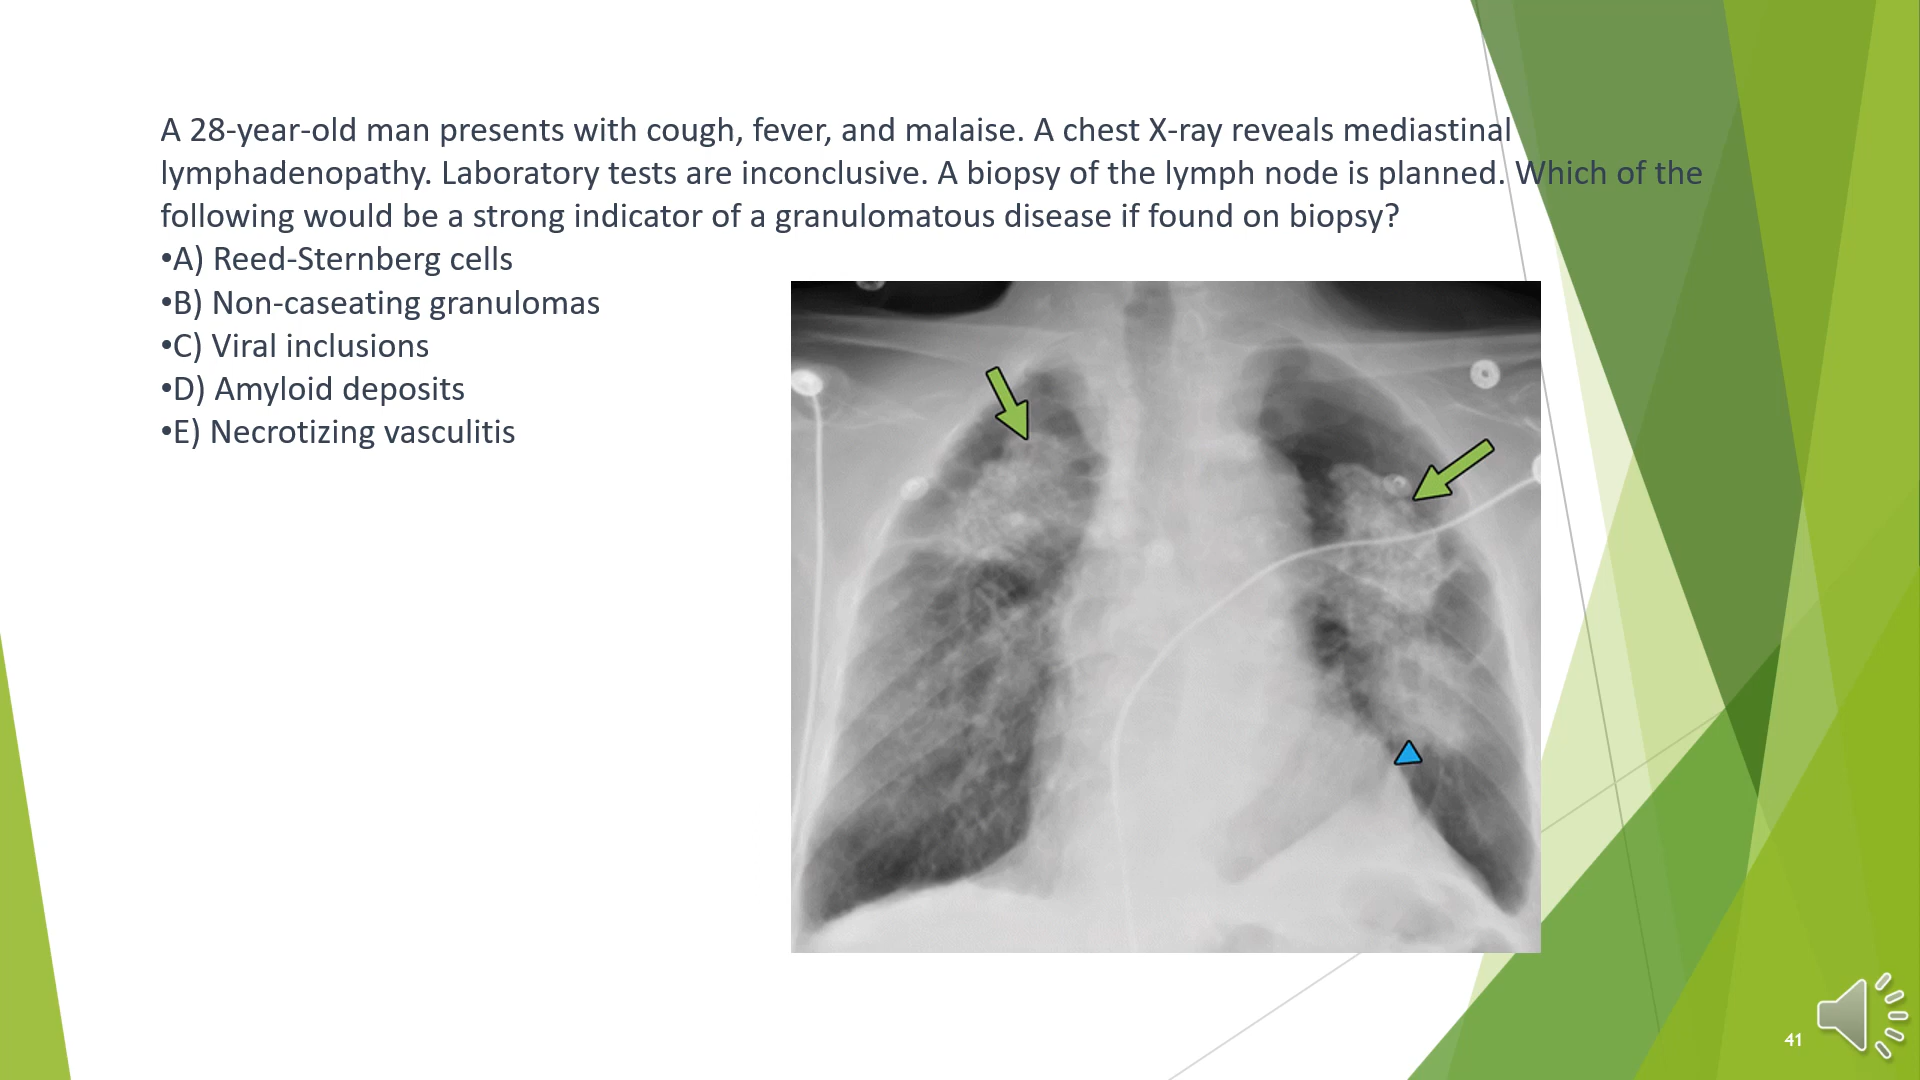 A 28-year-old man presents with cough, fever, and malaise. A chest X-ray reveals mediastinal
lymphadenopathy. Laboratory tests are inconclusive. A biopsy of the lymph node is planned. Which of the
following would be a strong indicator of a granulomatous disease if found on biopsy?
•A) Reed-Sternberg cells
•B) Non-caseating granulomas
•C) Viral inclusions
•D) Amyloid deposits
•E) Necrotizing vasculitis
41